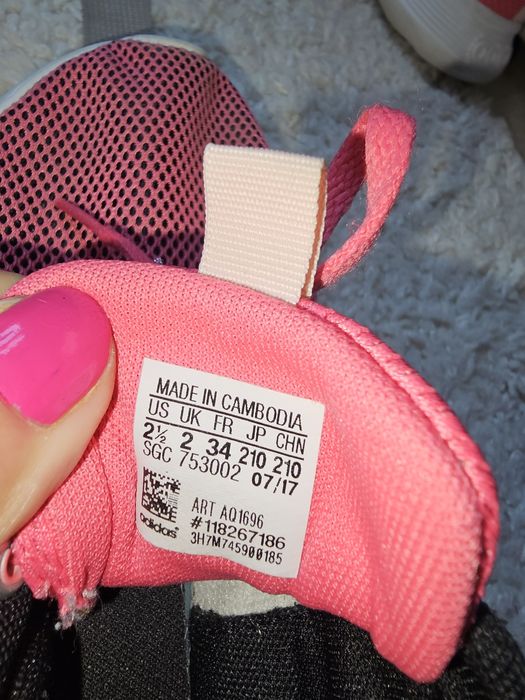 MADE IN CAMBODIA
US UK FR JP CHN
2½ 2 34 210 210
SGC 753002 07/17
ART AQ1696
#118267186
3H7M745900185
adidas